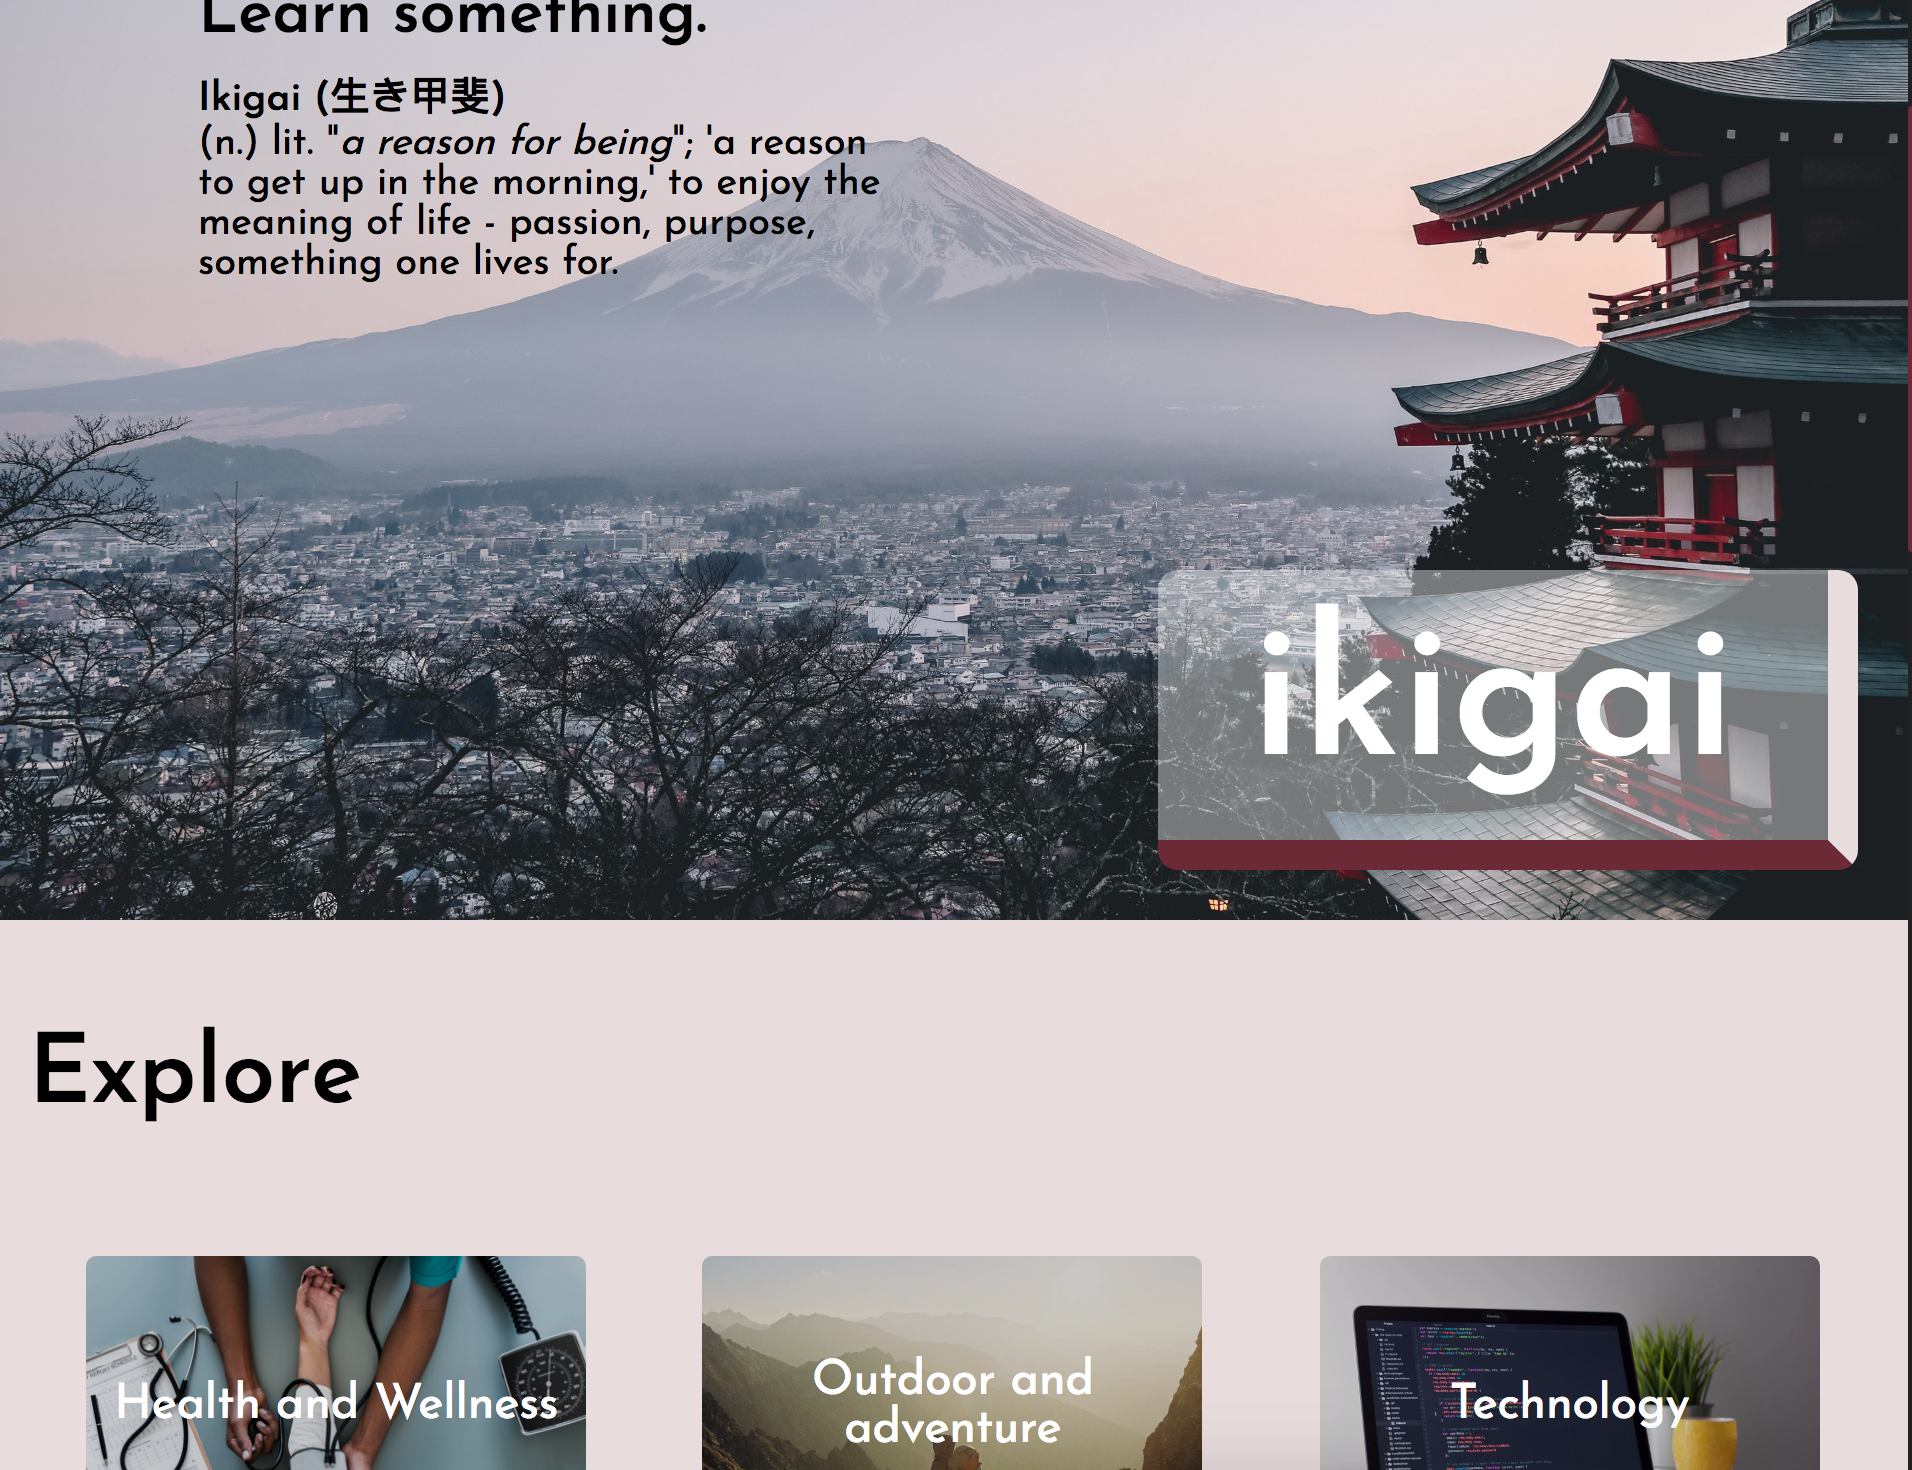 Learn something.
Ikigai (生き甲斐)
(n.) lit. "a reason for being"; 'a reason
to get up in the morning,' to enjoy the
meaning of life - passion, purpose,
something one lives for.
ikigai
Explore
Health and Wellness
Outdoor and
adventure
Technology